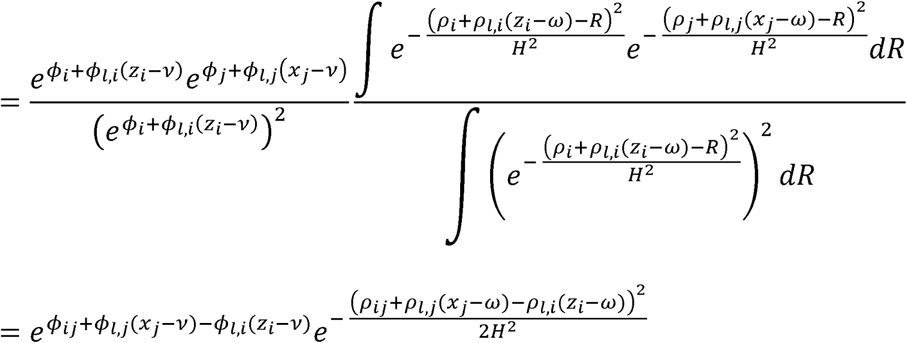 = \frac{e^{\phi_i+\phi_{l,i}(z_i-\nu)}e^{\phi_j+\phi_{l,j}(x_j-\nu)}}{\left(e^{\phi_i+\phi_{l,i}(z_i-\nu)}\right)^2} \frac{\int e^{-\frac{(\rho_i+\rho_{l,i}(z_i-\omega)-R)^2}{H^2}} e^{-\frac{(\rho_j+\rho_{l,j}(x_j-\omega)-R)^2}{H^2}} dR}{\int \left(e^{-\frac{(\rho_i+\rho_{l,i}(z_i-\omega)-R)^2}{H^2}}\right)^2 dR}
= e^{\phi_{ij}+\phi_{l,j}(x_j-\nu)-\phi_{l,i}(z_i-\nu)} e^{-\frac{(\rho_{ij}+\rho_{l,j}(x_j-\omega)-\rho_{l,i}(z_i-\omega))^2}{2H^2}}